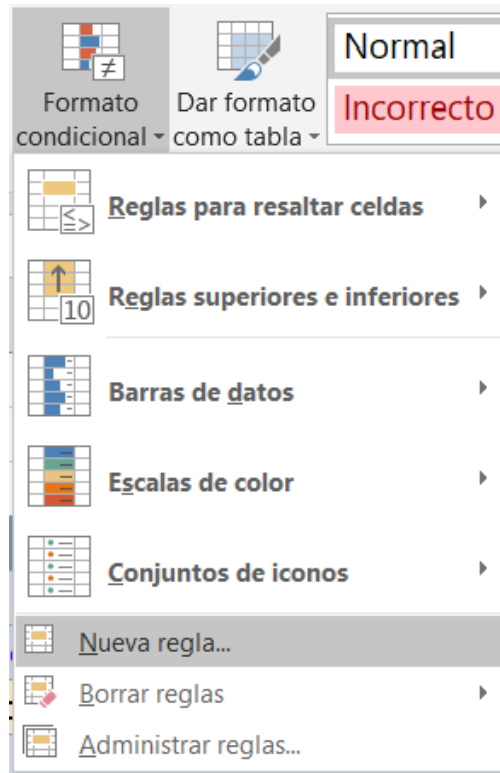 Normal
Formato condicional
Dar formato como tabla
Incorrecto
Reglas para resaltar celdas
Reglas superiores e inferiores
10
Barras de datos
Escalas de color
Conjuntos de iconos
Nueva regla...
Borrar reglas
Administrar reglas...